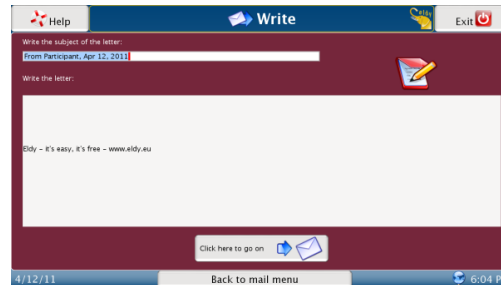 Help
Write
Eldy
Exit
Write the subject of the letter:
From Participant, Apr 12, 2011
Write the letter:
Eldy - it's easy, it's free - www.eldy.eu
Click here to go on
4/12/11
Back to mail menu
6:04 P